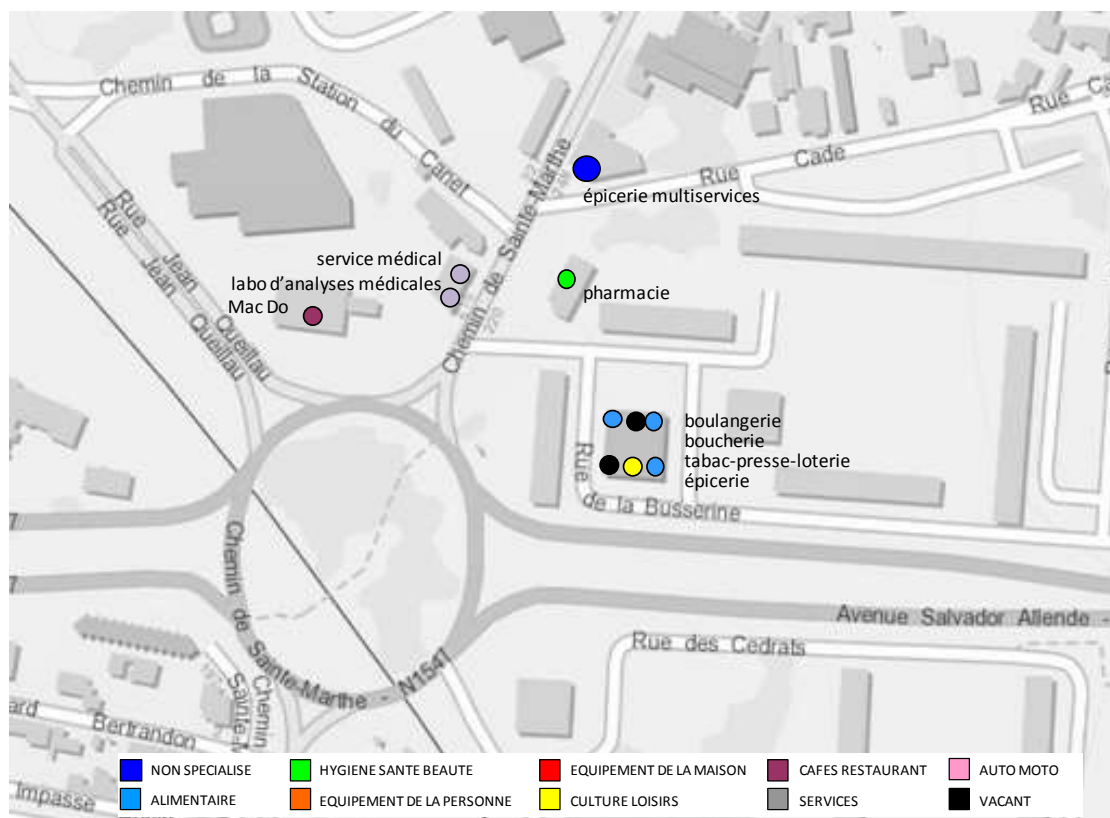 Chemin de la Station du Canet
Rue Ca
Rue Cade
Chemin de Sainte-Marthe
épicerie multiservices
Rue Jean Queillau
Rue Jean Queillau
service médical
labo d'analyses médicales
Mac Do
pharmacie
Chemin de Sainte-Marthe
220
boulangerie
boucherie
tabac-presse-loterie
épicerie
Rue de la Busserine
Chemin de Sainte-Marthe - N1547
Avenue Salvador Allende -
Rue des Cedrats
Chemin
Sainte-M
ard Bertrandon
Impasse
NON SPECIALISE
HYGIENE SANTE BEAUTE
EQUIPEMENT DE LA MAISON
CAFES RESTAURANT
AUTO MOTO
ALIMENTAIRE
EQUIPEMENT DE LA PERSONNE
CULTURE LOISIRS
SERVICES
VACANT